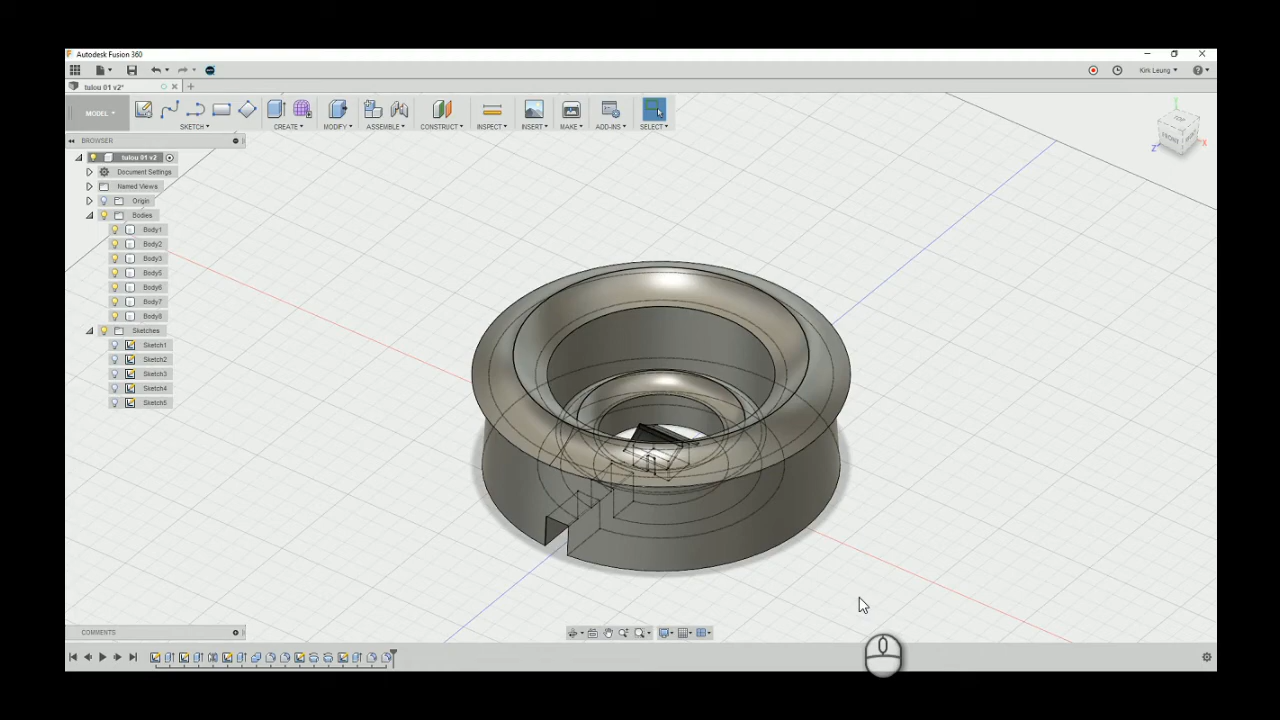 Autodesk Fusion 360
Kirk Leung
tulou 01 v2*
MODEL
SKETCH
CREATE
MODIFY
ASSEMBLE
CONSTRUCT
INSPECT
INSERT
MAKE
ADD-INS
SELECT
TOP
FRONT
Z
X
BROWSER
tulou 01 v2
Document Settings
Named Views
Origin
Bodies
Body1
Body2
Body3
Body5
Body6
Body7
Body8
Sketches
Sketch1
Sketch2
Sketch3
Sketch4
Sketch5
COMMENTS